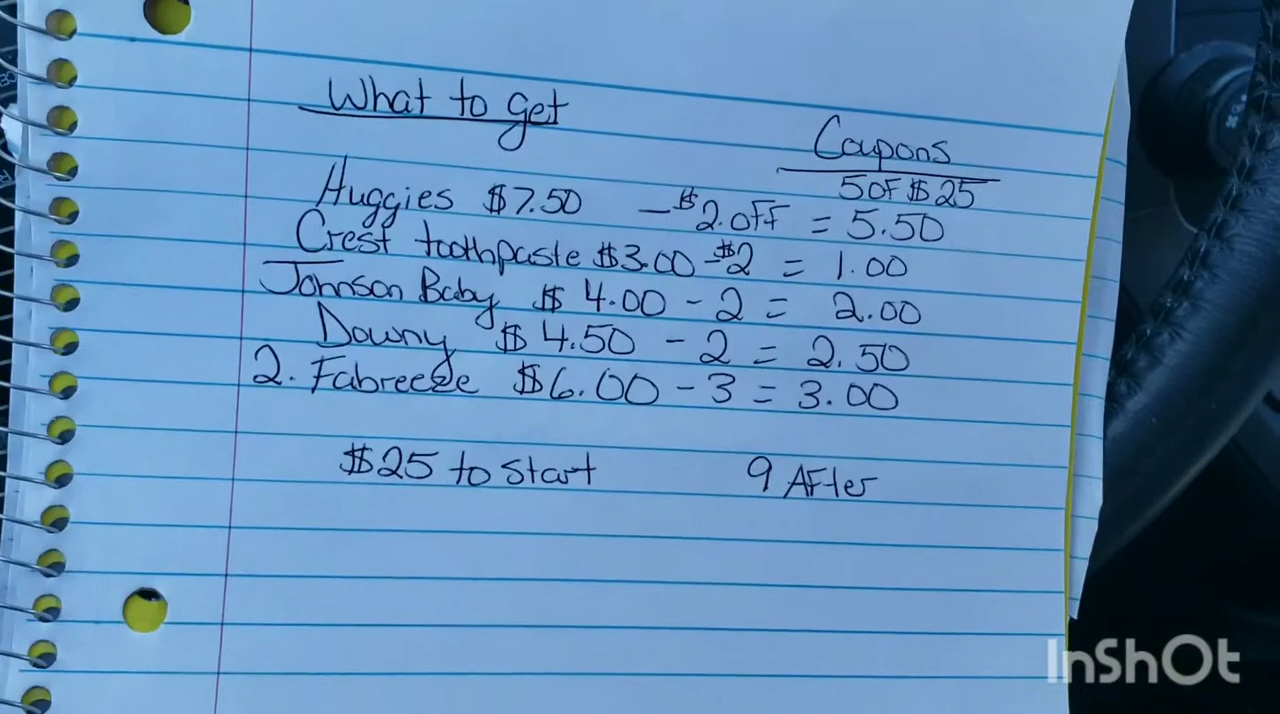 What to get
Coupons
5 OF $25
Huggies $7.50 - $2.off = 5.50
Crest toothpaste $3.00 - $2 = 1.00
Johnson Baby $4.00 - 2 = 2.00
Downy $4.50 - 2 = 2.50
2. Fabreeze $6.00 - 3 = 3.00
$25 to start 9 After
InShOt